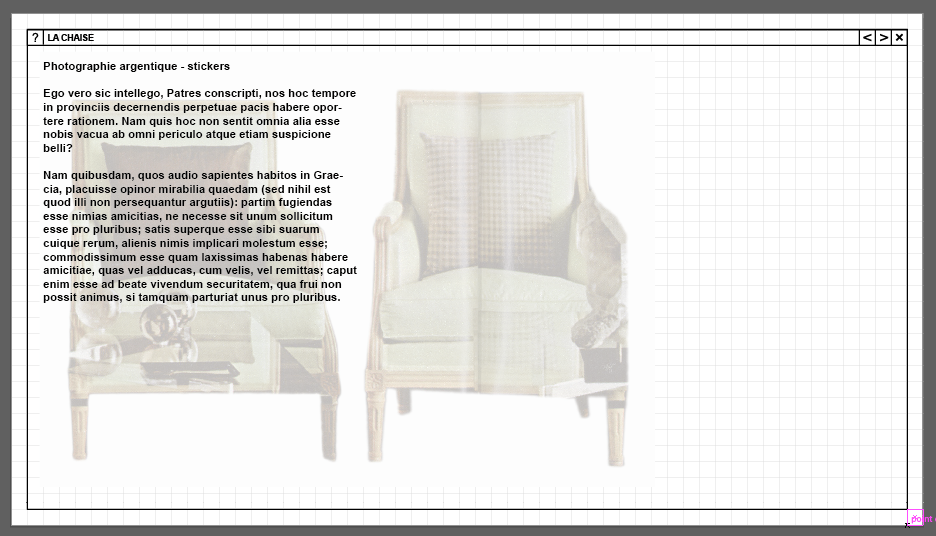 ? LA CHAISE < > ×
Photographie argentique - stickers
Ego vero sic intellego, Patres conscripti, nos hoc tempore
in provinciis decernendis perpetuae pacis habere opor-
tere rationem. Nam quis hoc non sentit omnia alia esse
nobis vacua ab omni periculo atque etiam suspicione
belli?
Nam quibusdam, quos audio sapientes habitos in Grae-
cia, placuisse opinor mirabilia quaedam (sed nihil est
quod illi non persequantur argutiis): partim fugiendas
esse nimias amicitias, ne necesse sit unum sollicitum
esse pro pluribus; satis superque esse sibi suarum
cuique rerum, alienis nimis implicari molestum esse;
commodissimum esse quam laxissimas habenas habere
amicitiae, quas vel adducas, cum velis, vel remittas; caput
enim esse ad beate vivendum securitatem, qua frui non
possit animus, si tamquam parturiat unus pro pluribus.
point